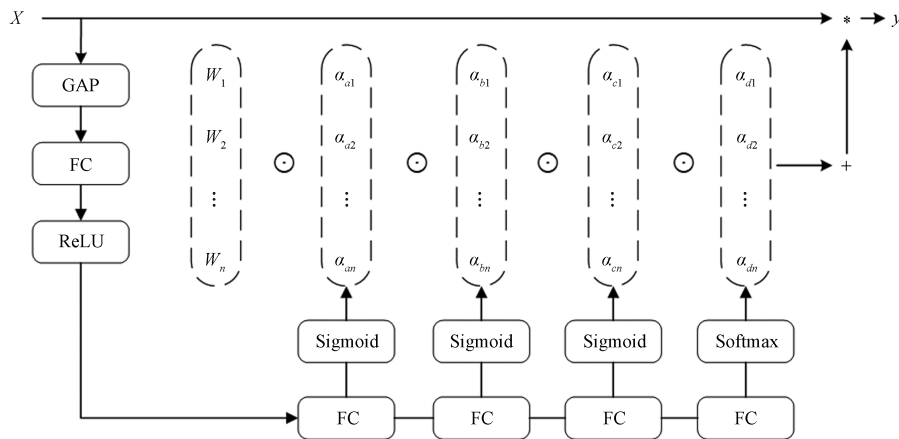 X * y
GAP
FC
ReLU
W1 αa1 αb1 αc1 αd1
W2 ⊙ αa2 ⊙ αb2 ⊙ αc2 ⊙ αd2 +
⋮ ⋮ ⋮ ⋮ ⋮
Wn αan αbn αcn αdn
Sigmoid Sigmoid Sigmoid Softmax
FC FC FC FC